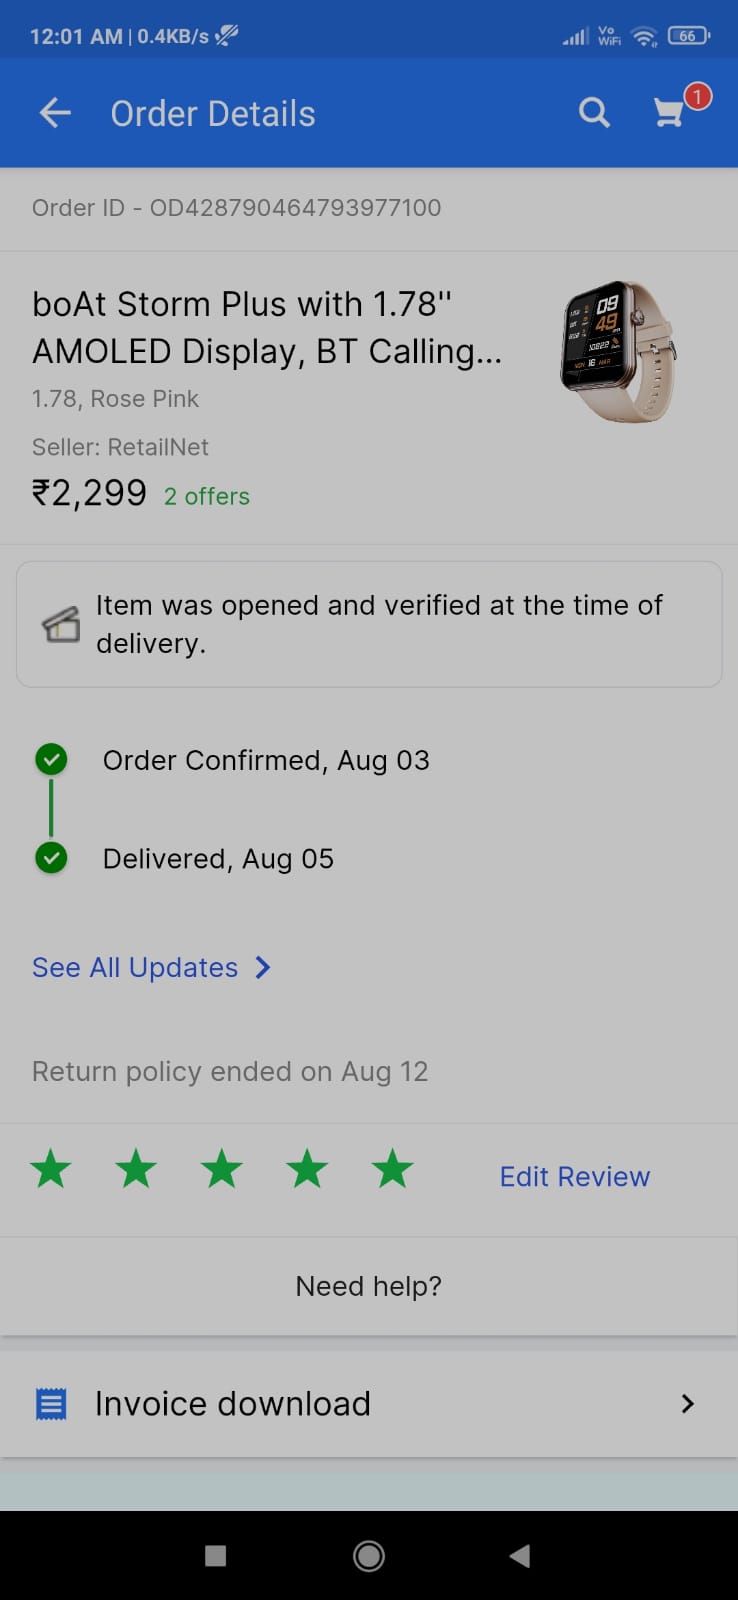 12:01 AM | 0.4KB/s
Vo
WiFi
66
Order Details
1
Order ID - OD428790464793977100
boAt Storm Plus with 1.78''
AMOLED Display, BT Calling...
1.78, Rose Pink
Seller: RetailNet
₹2,299 2 offers
Item was opened and verified at the time of
delivery.
Order Confirmed, Aug 03
Delivered, Aug 05
See All Updates
Return policy ended on Aug 12
Edit Review
Need help?
Invoice download
09
49